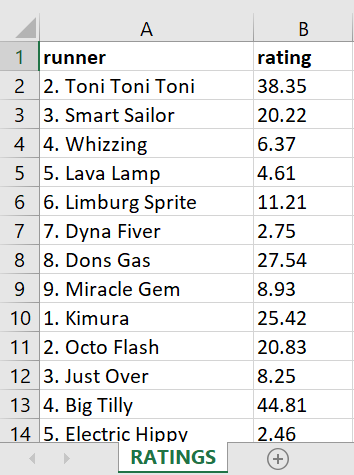 A B
1 runner rating
2 2. Toni Toni Toni 38.35
3 3. Smart Sailor 20.22
4 4. Whizzing 6.37
5 5. Lava Lamp 4.61
6 6. Limburg Sprite 11.21
7 7. Dyna Fiver 2.75
8 8. Dons Gas 27.54
9 9. Miracle Gem 8.93
10 1. Kimura 25.42
11 2. Octo Flash 20.83
12 3. Just Over 8.25
13 4. Big Tilly 44.81
14 5. Electric Hippy 2.46
RATINGS